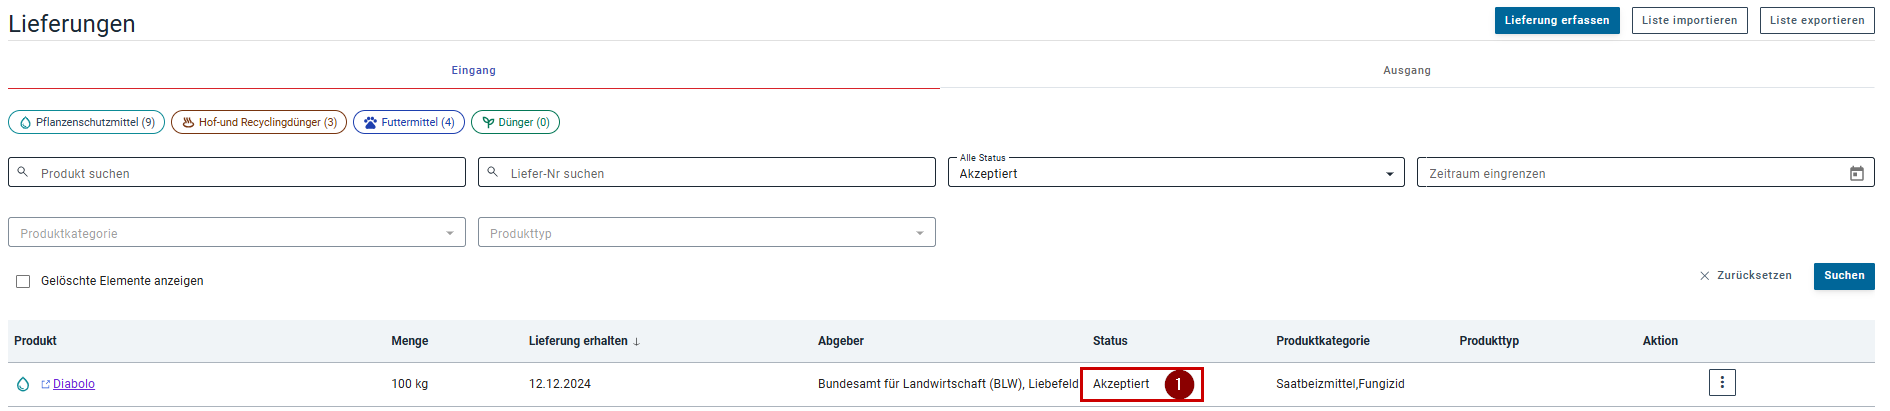 Lieferungen
Lieferung erfassen
Liste importieren
Liste exportieren
Eingang
Ausgang
Pflanzenschutzmittel (9)
Hof-und Recyclingdünger (3)
Futtermittel (4)
Dünger (0)
Produkt suchen
Liefer-Nr suchen
Alle Status
Akzeptiert
Zeitraum eingrenzen
Produktkategorie
Produkttyp
Gelöschte Elemente anzeigen
Zurücksetzen
Suchen
Produkt Menge Lieferung erhalten ↓ Abgeber Status Produktkategorie Produkttyp Aktion
Diabolo 100 kg 12.12.2024 Bundesamt für Landwirtschaft (BLW), Liebefeld Akzeptiert 1 Saatbeizmittel,Fungizid